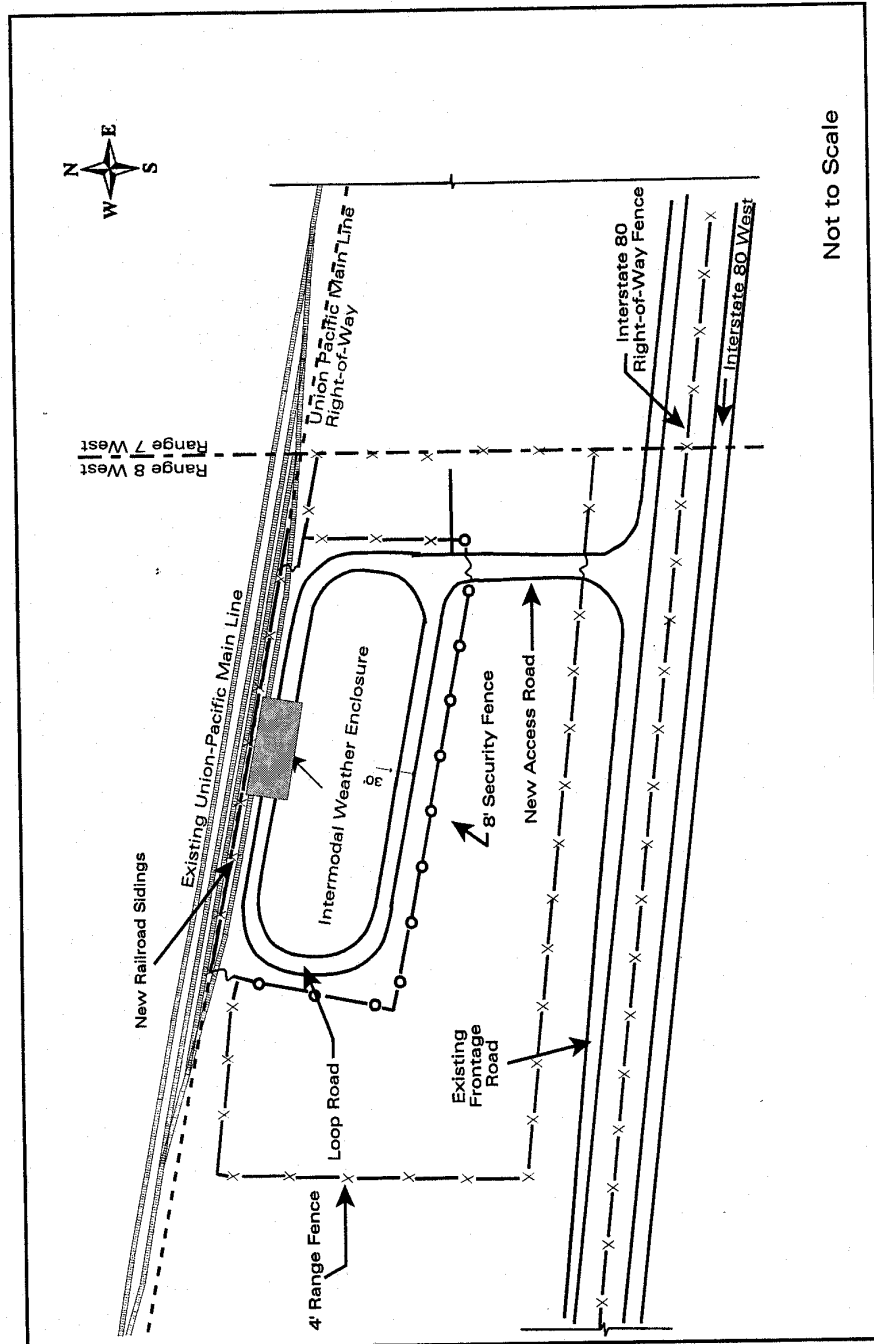 N
W
E
S
Not to Scale
Range 8 West
Range 7 West
New Railroad Sidings
Existing Union-Pacific Main Line
Union Pacific Main Line
Right-of-Way
Intermodal Weather Enclosure
30'
Loop Road
8' Security Fence
New Access Road
4' Range Fence
Existing
Frontage
Road
Interstate 80
Right-of-Way Fence
Interstate 80 West